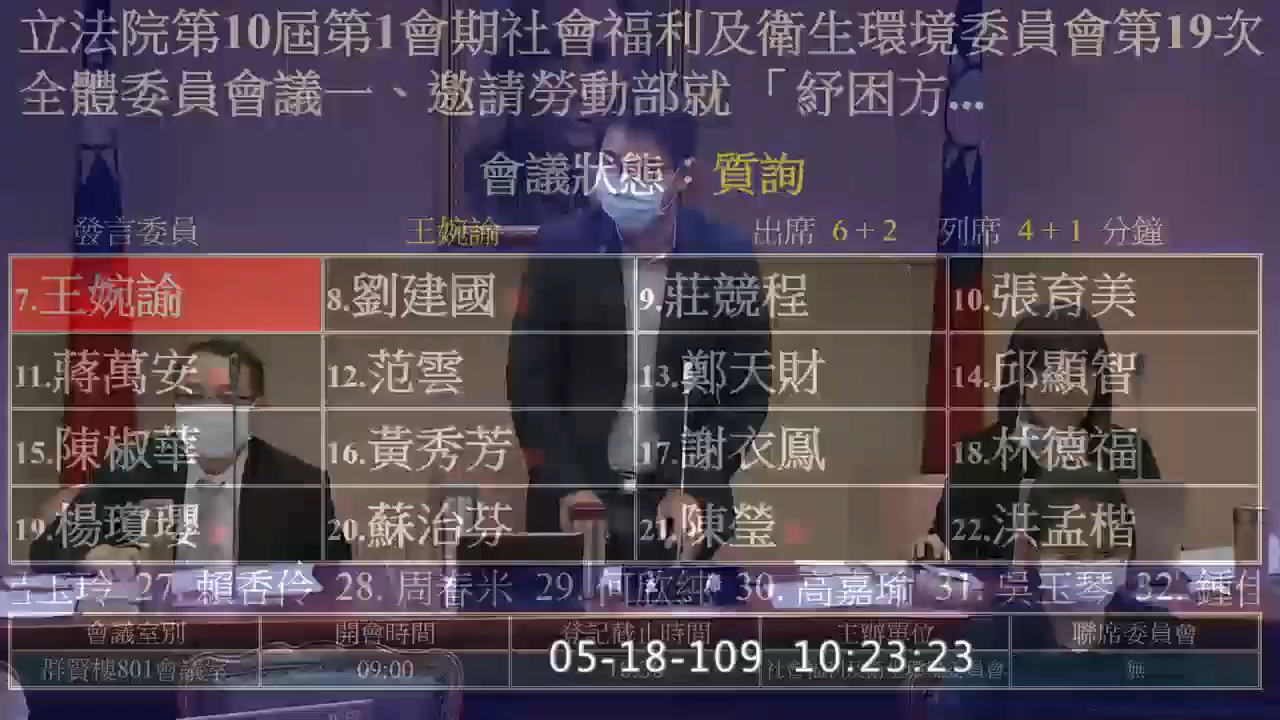 立法院第10屆第1會期社會福利及衛生環境委員會第19次
全體委員會議一、邀請勞動部就「紓困方...
會議狀態：質詢
發言委員 王婉諭 出席 6+2 列席 4+1 分鐘
7.王婉諭 8.劉建國 9.莊競程 10.張育美
11.蔣萬安 12.范雲 13.鄭天財 14.邱顯智
15.陳椒華 16.黃秀芳 17.謝衣鳳 18.林德福
19.楊瓊瓔 20.蘇治芬 21.陳瑩 22.洪孟楷
玉玲 27. 賴香伶 28. 周春米 29. 何欣純 30. 高嘉瑜 31. 吳玉琴 32. 鍾佳
會議室別 開會時間 登記截止時間 主辦單位 聯席委員會
群賢樓801會議室 09:00 無
05-18-109 10:23:23